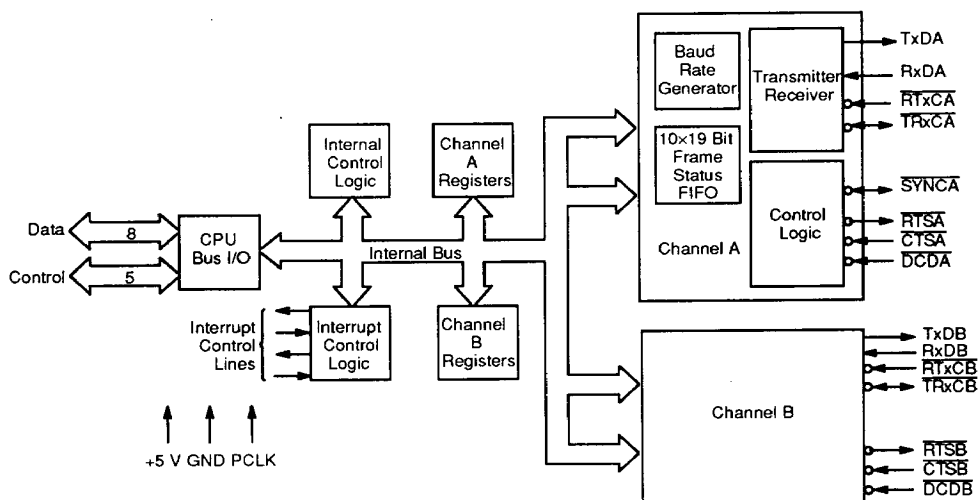 Data
8
Control
5
CPU
Bus I/O
Internal
Control
Logic
Channel
A
Registers
Internal Bus
Interrupt
Control
Lines
Interrupt
Control
Logic
Channel
B
Registers
+5 V GND PCLK
Baud
Rate
Generator
Transmitter
Receiver
10×19 Bit
Frame
Status
FIFO
Control
Logic
Channel A
TxDA
RxDA
RTxCA
TRxCA
SYNCA
RTSA
CTSA
DCDA
Channel B
TxDB
RxDB
RTxCB
TRxCB
RTSB
CTSB
DCDB